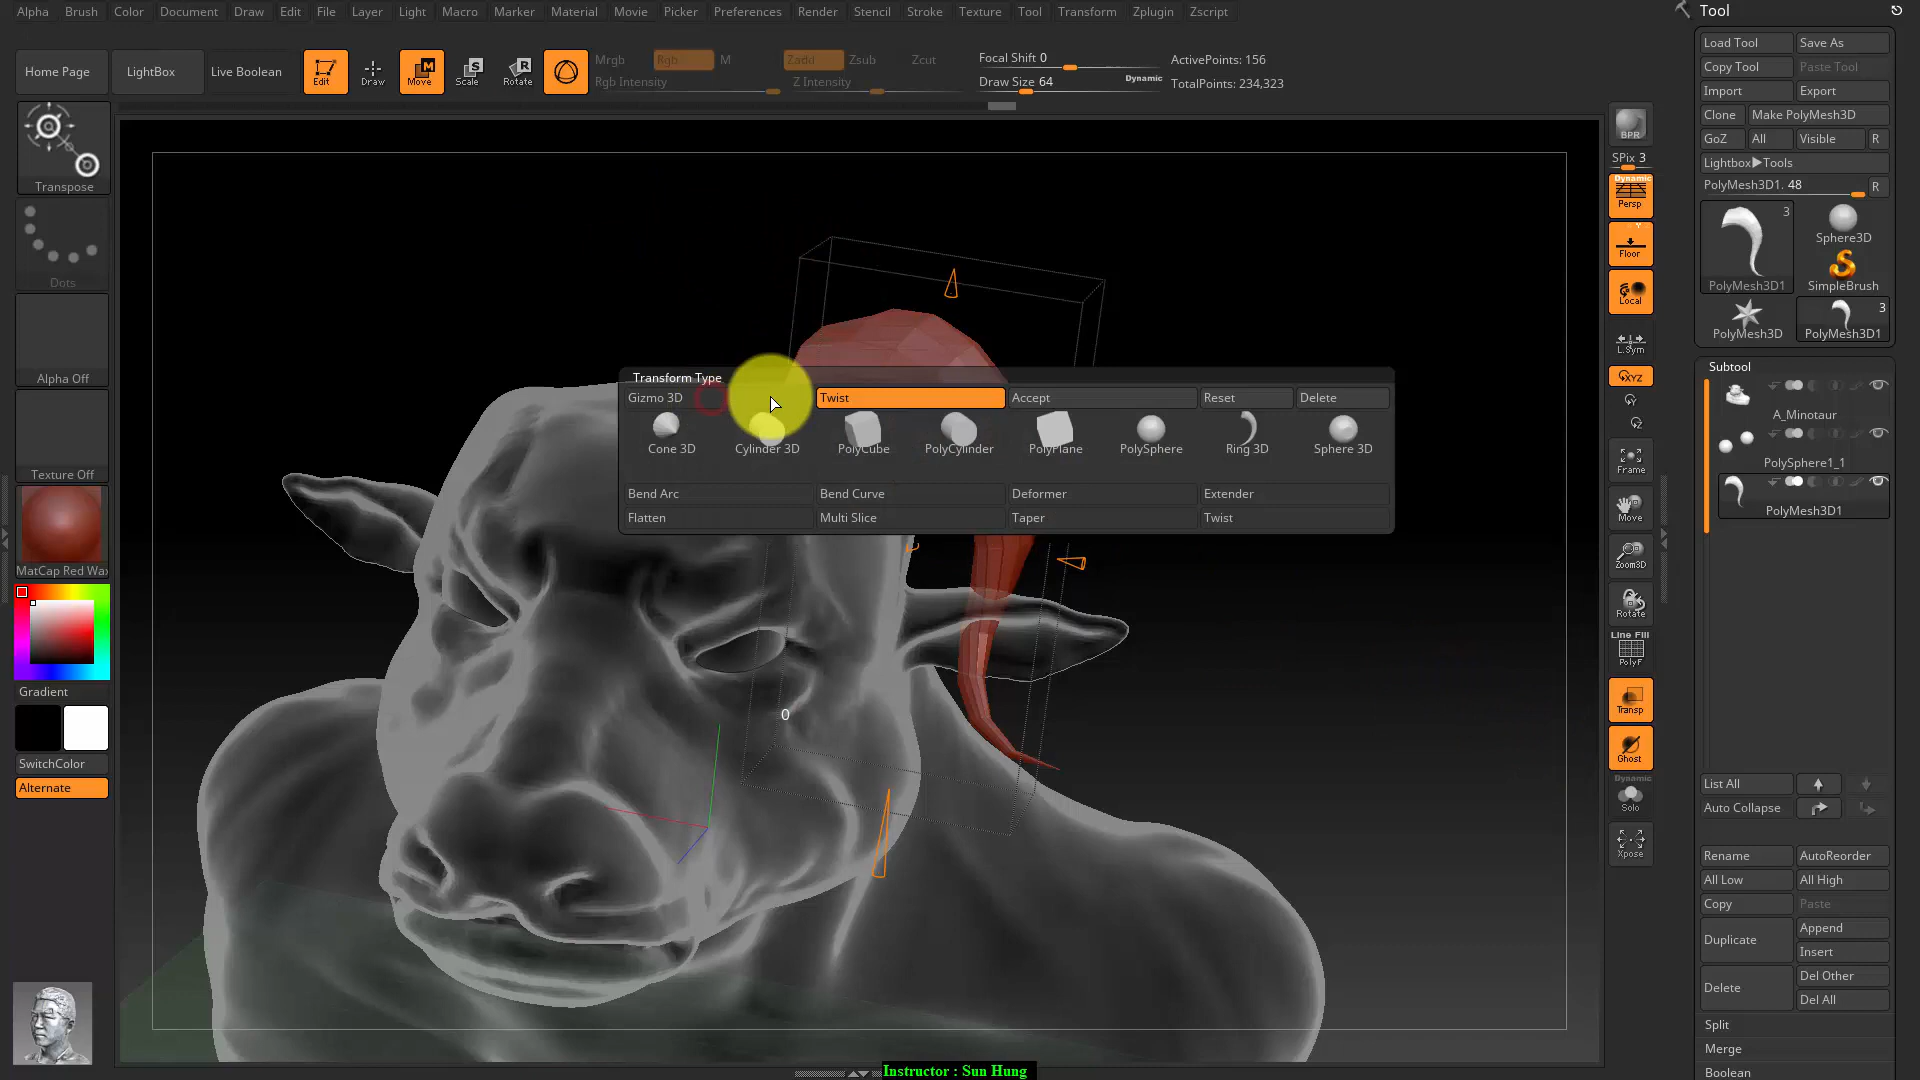 Alpha Brush Color Document Draw Edit File Layer Light Macro Marker Material Movie Picker Preferences Render Stencil Stroke Texture Tool Transform Zplugin Zscript
Tool
Load Tool Save As
Copy Tool Paste Tool
Import Export
Clone Make PolyMesh3D
GoZ All Visible R
Lightbox▶Tools
PolyMesh3D1. 48 R
3
PolyMesh3D1
Sphere3D
SimpleBrush
PolyMesh3D
3
PolyMesh3D1
Home Page LightBox Live Boolean
Edit Draw Move Scale Rotate
M S R
Mrgb Rgb M
Rgb Intensity
Zadd Zsub Zcut
Z Intensity
Focal Shift 0
Draw Size 64 Dynamic
ActivePoints: 156
TotalPoints: 234,323
Transpose
Dots
Alpha Off
Texture Off
MatCap Red Wax
Gradient
SwitchColor
Alternate
Transform Type
Gizmo 3D Twist Accept Reset Delete
Cone 3D Cylinder 3D PolyCube PolyCylinder PolyPlane PolySphere Ring 3D Sphere 3D
Bend Arc Bend Curve Deformer Extender
Flatten Multi Slice Taper Twist
0
BPR
SPix 3
Dynamic
Persp
Floor
Local
L.Sym
XYZ
Y
Z
Frame
Move
Zoom3D
Rotate
Line Fill
PolyF
Transp
Ghost
Dynamic
Solo
Xpose
Subtool
A_Minotaur
PolySphere1_1
PolyMesh3D1
List All
Auto Collapse
Rename AutoReorder
All Low All High
Copy Paste
Duplicate Append
Insert
Delete Del Other
Del All
Split
Merge
Boolean
Instructor : Sun Hung